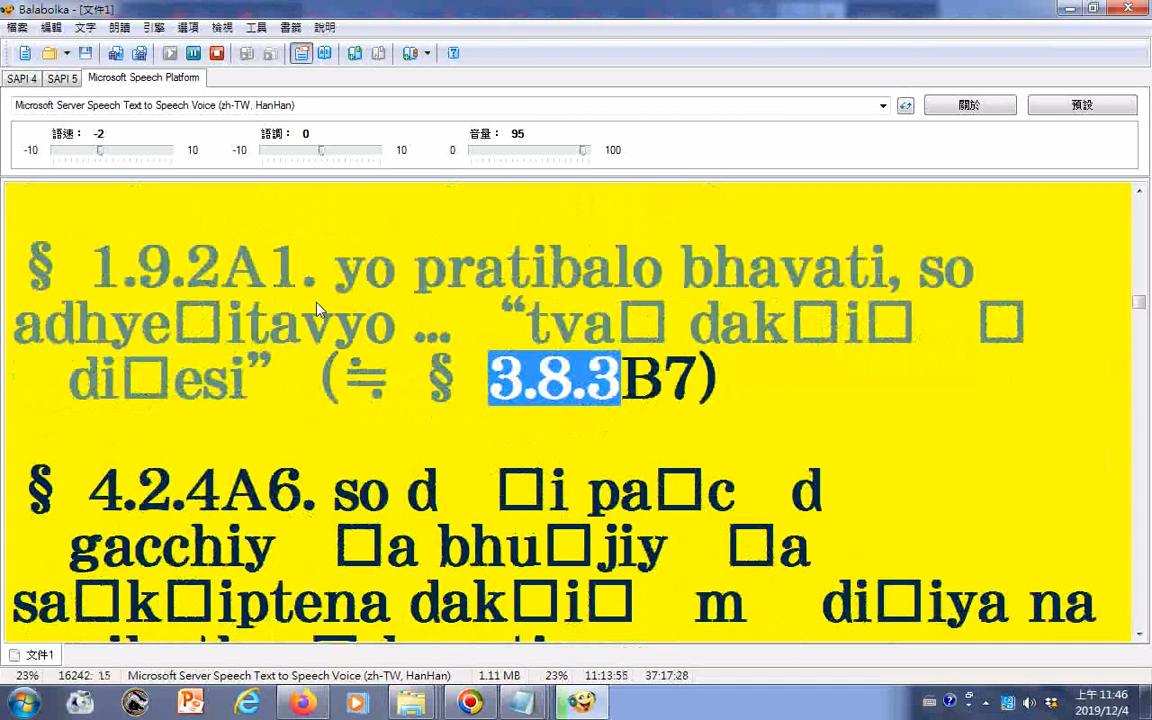 Balabolka - [文件1]
檔案 編輯 文字 朗讀 引擎 選項 檢視 工具 書籤 說明
SAPI 4 SAPI 5 Microsoft Speech Platform
Microsoft Server Speech Text to Speech Voice (zh-TW, HanHan)
關於 預設
語速： -2 語調： 0 音量： 95
-10 10 -10 10 0 100
§ 1.9.2A1. yo pratibalo bhavati, so
adhye□itavyo ... “tva□ dak□i□ □
di□esi” (≒ § 3.8.3B7)
§ 4.2.4A6. so d □i pa□c d
gacchiy □a bhu□jiy □a
sa□k□iptena dak□i□ m di□iya na
文件1
23% 16242: 15 Microsoft Server Speech Text to Speech Voice (zh-TW, HanHan) 1.11 MB 23% 11:13:55 37:17:28
上午 11:46
2019/12/4